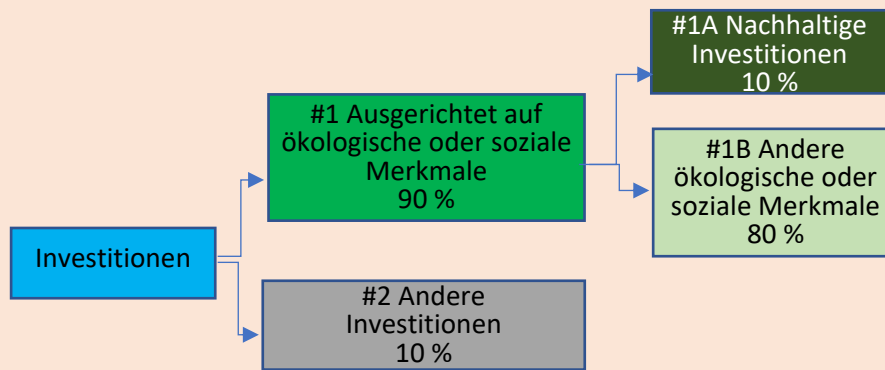 #1A Nachhaltige
Investitionen
10 %
#1 Ausgerichtet auf
ökologische oder soziale
Merkmale
90 %
#1B Andere
ökologische oder
soziale Merkmale
80 %
Investitionen
#2 Andere
Investitionen
10 %